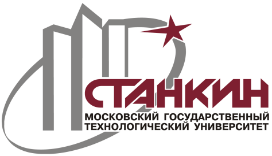 СТАНКИН
МОСКОВСКИЙ ГОСУДАРСТВЕННЫЙ
ТЕХНОЛОГИЧЕСКИЙ УНИВЕРСИТЕТ